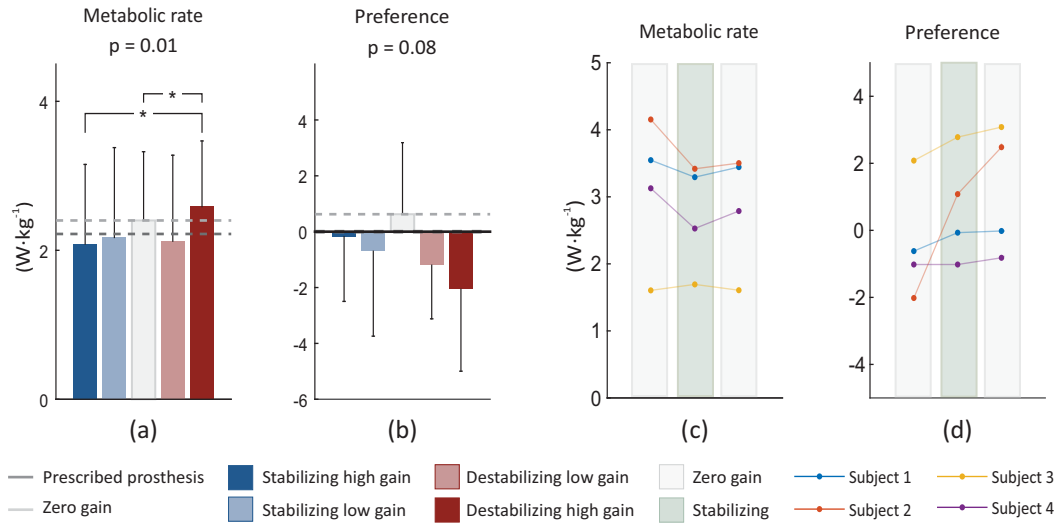 Metabolic rate
p = 0.01
4
2
0
(W·kg⁻¹)
*
*
(a)
Preference
p = 0.08
4
2
0
-2
-4
-6
(b)
Metabolic rate
5
4
3
2
1
0
(W·kg⁻¹)
(c)
Preference
4
2
0
-2
-4
(d)
Prescribed prosthesis
Zero gain
Stabilizing high gain
Stabilizing low gain
Destabilizing low gain
Destabilizing high gain
Zero gain
Stabilizing
Subject 1
Subject 2
Subject 3
Subject 4